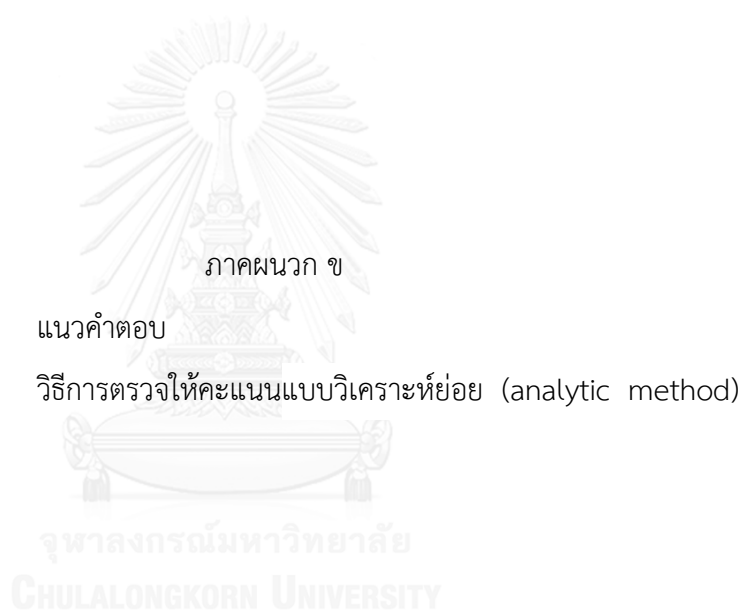 ภาคผนวก ข
แนวคำตอบ
วิธีการตรวจให้คะแนนแบบวิเคราะห์ย่อย (analytic method)
จุฬาลงกรณ์มหาวิทยาลัย
CHULALONGKORN UNIVERSITY